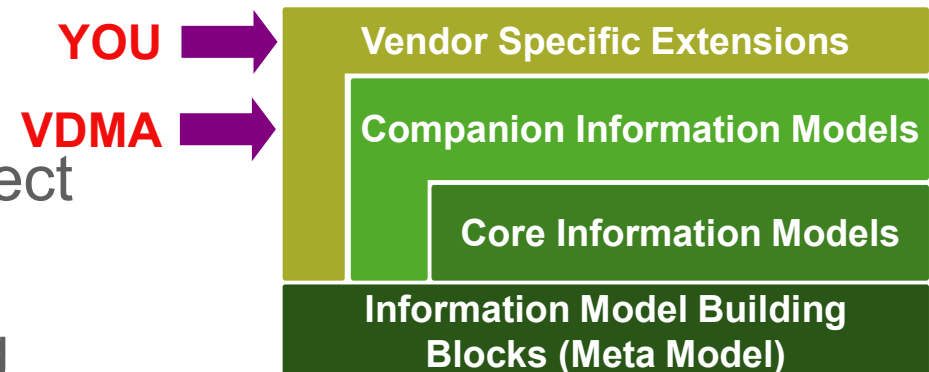 YOU
Vendor Specific Extensions
VDMA
Companion Information Models
ect
Core Information Models
Information Model Building
Blocks (Meta Model)
g